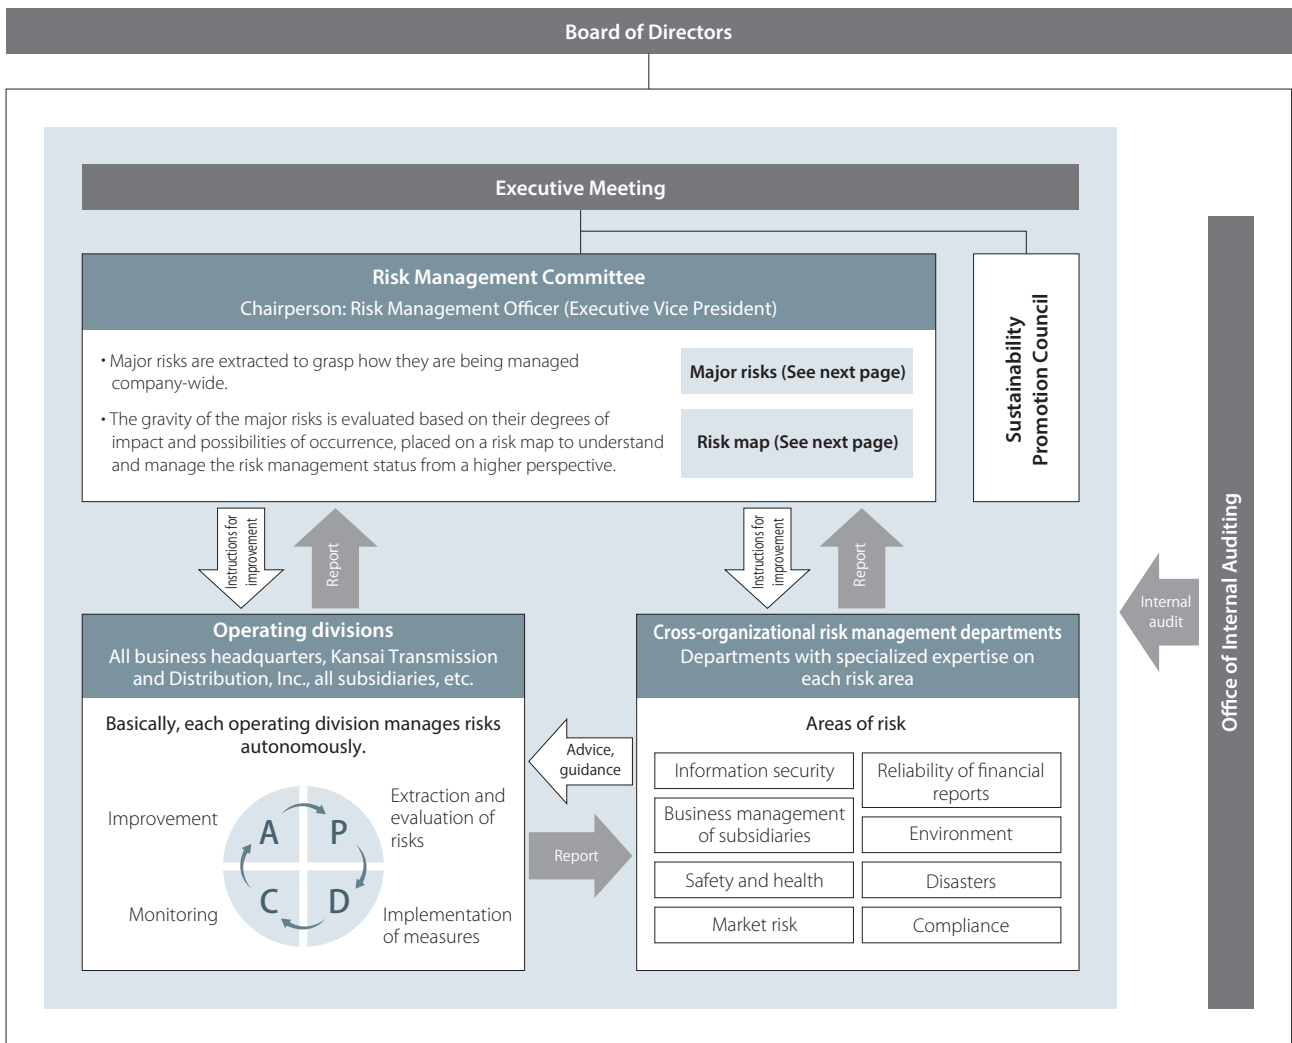 Board of Directors
Executive Meeting
Risk Management Committee
Chairperson: Risk Management Officer (Executive Vice President)
• Major risks are extracted to grasp how they are being managed
company-wide.
• The gravity of the major risks is evaluated based on their degrees of
impact and possibilities of occurrence, placed on a risk map to understand
and manage the risk management status from a higher perspective.
Major risks (See next page)
Risk map (See next page)
Sustainability
Promotion Council
Instructions for
improvement
Report
Instructions for
improvement
Report
Operating divisions
All business headquarters, Kansai Transmission
and Distribution, Inc., all subsidiaries, etc.
Basically, each operating division manages risks
autonomously.
Improvement
A
P
Extraction and
evaluation of
risks
Monitoring
C
D
Implementation
of measures
Advice,
guidance
Report
Cross-organizational risk management departments
Departments with specialized expertise on
each risk area
Areas of risk
Information security
Business management
of subsidiaries
Safety and health
Market risk
Reliability of financial
reports
Environment
Disasters
Compliance
Internal
audit
Office of Internal Auditing